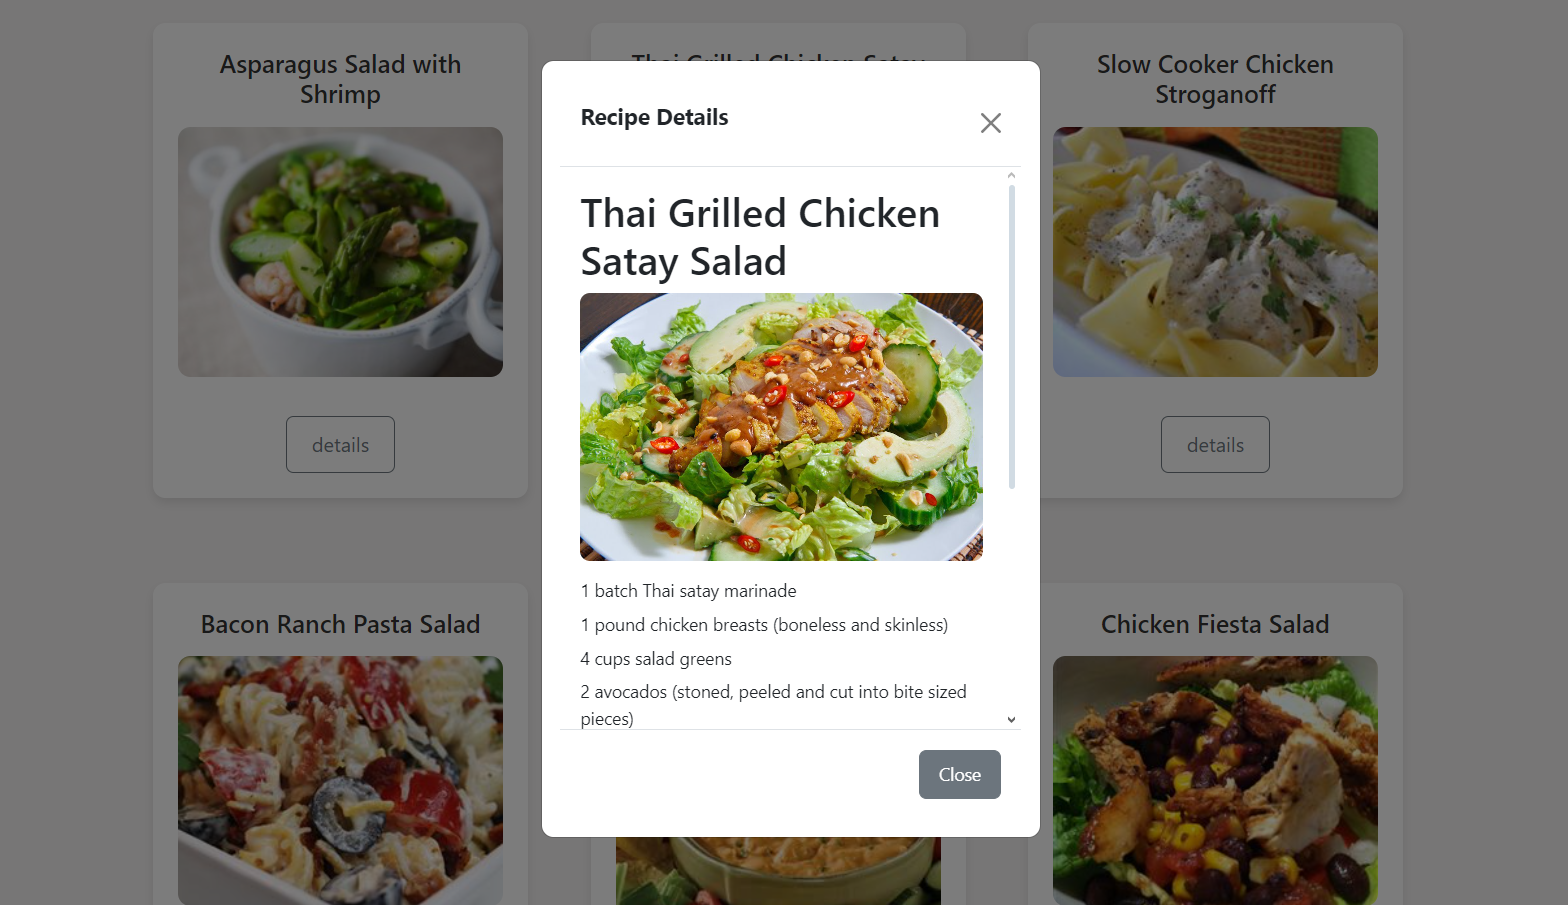 Asparagus Salad with
Shrimp
details
Slow Cooker Chicken
Stroganoff
details
Recipe Details
Thai Grilled Chicken
Satay Salad
1 batch Thai satay marinade
1 pound chicken breasts (boneless and skinless)
4 cups salad greens
2 avocados (stoned, peeled and cut into bite sized
pieces)
Close
Bacon Ranch Pasta Salad
Chicken Fiesta Salad